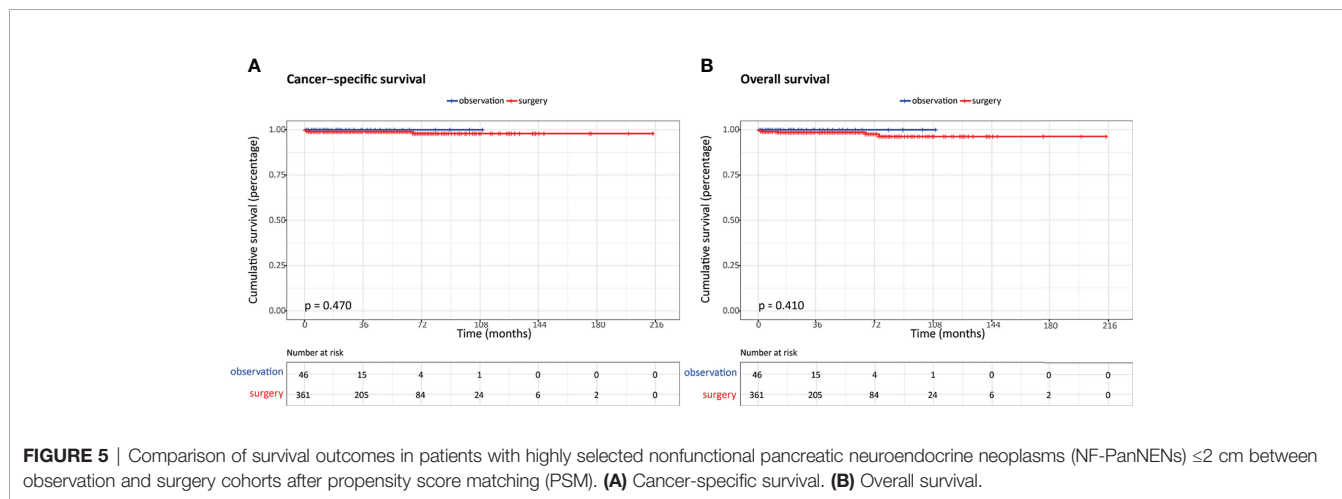 A
Cancer–specific survival
observation surgery
Cumulative survival (percentage)
1.00
0.75
0.50
0.25
0.00
p = 0.470
0 36 72 108 144 180 216
Time (months)
Number at risk
observation 46 15 4 1 0 0 0
surgery 361 205 84 24 6 2 0
B
Overall survival
observation surgery
Cumulative survival (percentage)
1.00
0.75
0.50
0.25
0.00
p = 0.410
0 36 72 108 144 180 216
Time (months)
Number at risk
observation 46 15 4 1 0 0 0
surgery 361 205 84 24 6 2 0
FIGURE 5 | Comparison of survival outcomes in patients with highly selected nonfunctional pancreatic neuroendocrine neoplasms (NF-PanNENs) ≤2 cm between
observation and surgery cohorts after propensity score matching (PSM). (A) Cancer-specific survival. (B) Overall survival.